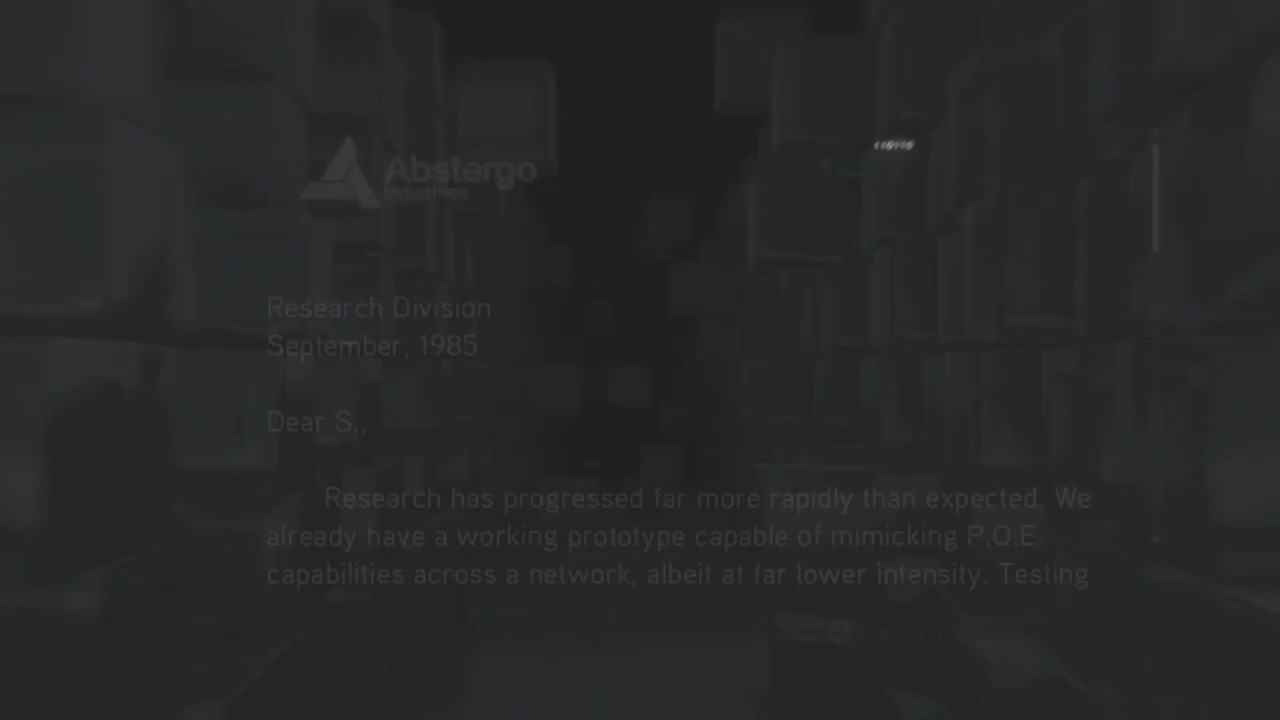 Abstergo
Industries
Research Division
September, 1985
Dear S.,
Research has progressed far more rapidly than expected. We
already have a working prototype capable of mimicking P.O.E.
capabilities across a network, albeit at far lower intensity. Testing